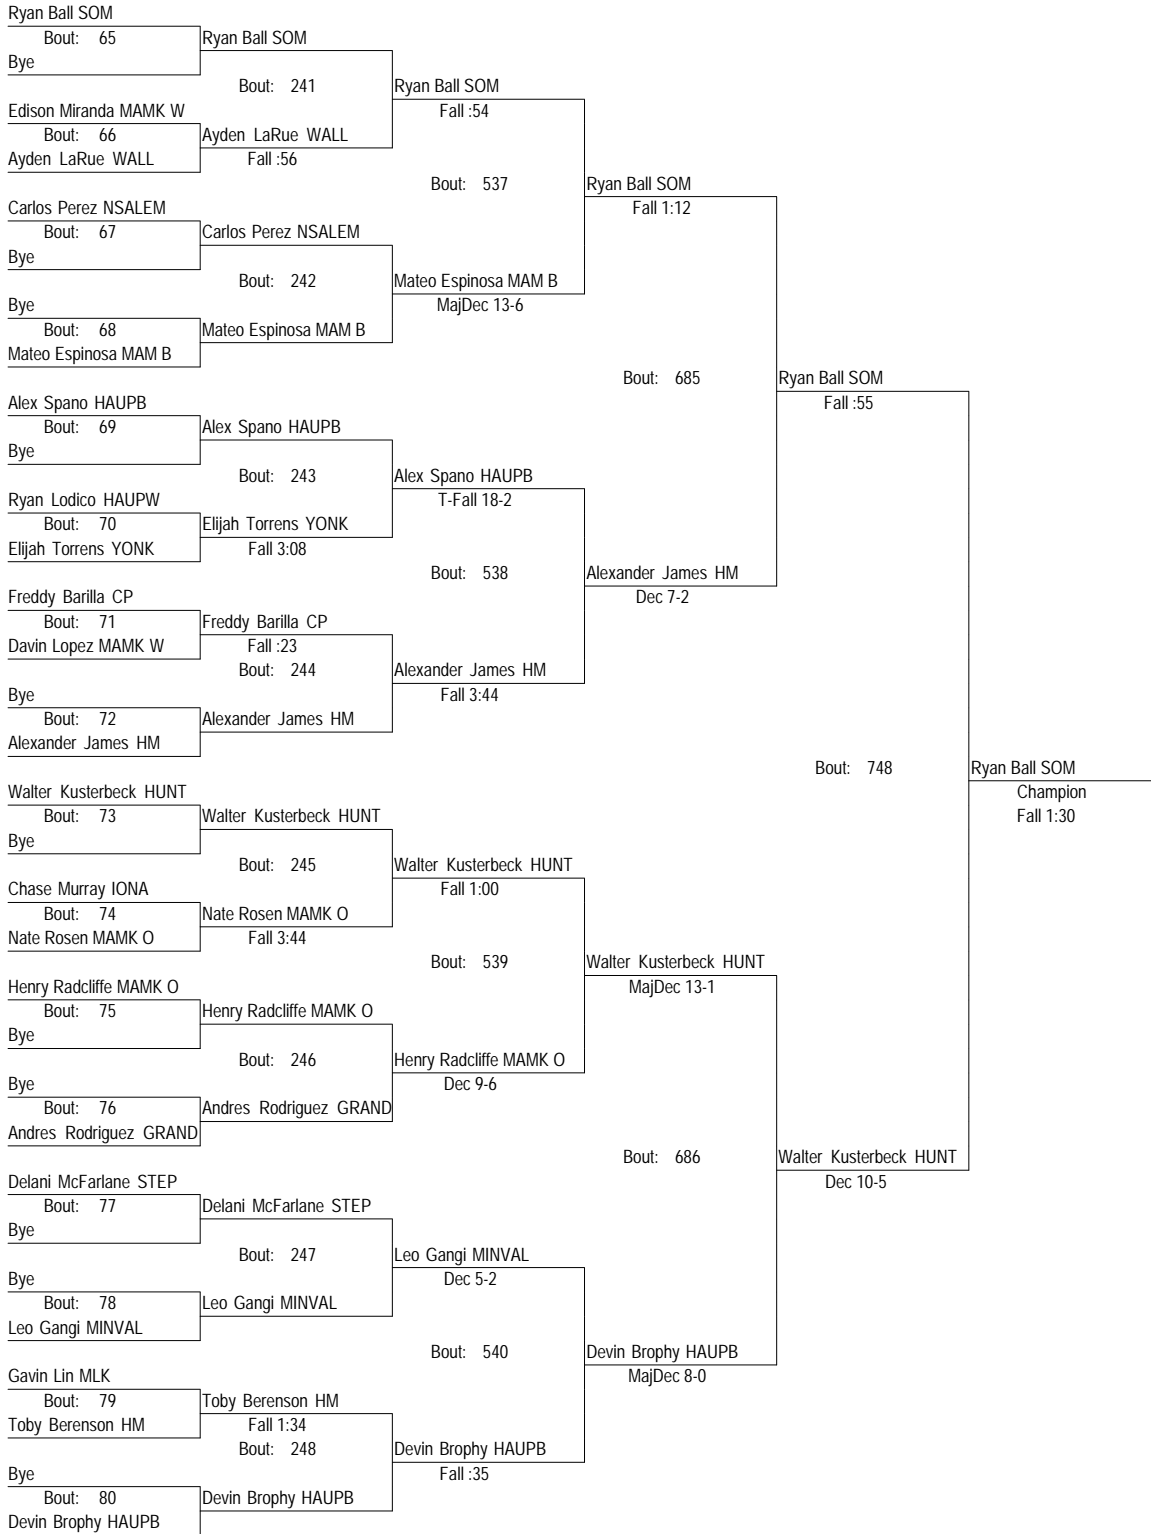 Ryan Ball SOM
Bout: 65
Ryan Ball SOM
Bye
Bout: 241
Ryan Ball SOM
Edison Miranda MAMK W
Fall :54
Bout: 66
Ayden LaRue WALL
Ayden LaRue WALL
Fall :56
Bout: 537
Ryan Ball SOM
Carlos Perez NSALEM
Fall 1:12
Bout: 67
Carlos Perez NSALEM
Bye
Bout: 242
Mateo Espinosa MAM B
Bye
MajDec 13-6
Bout: 68
Mateo Espinosa MAM B
Mateo Espinosa MAM B
Bout: 685
Ryan Ball SOM
Alex Spano HAUPB
Fall :55
Bout: 69
Alex Spano HAUPB
Bye
Bout: 243
Alex Spano HAUPB
Ryan Lodico HAUPW
T-Fall 18-2
Bout: 70
Elijah Torrens YONK
Elijah Torrens YONK
Fall 3:08
Bout: 538
Alexander James HM
Freddy Barilla CP
Dec 7-2
Bout: 71
Freddy Barilla CP
Davin Lopez MAMK W
Fall :23
Bout: 244
Alexander James HM
Bye
Fall 3:44
Bout: 72
Alexander James HM
Alexander James HM
Bout: 748
Ryan Ball SOM
Walter Kusterbeck HUNT
Champion
Bout: 73
Walter Kusterbeck HUNT
Fall 1:30
Bye
Bout: 245
Walter Kusterbeck HUNT
Chase Murray IONA
Fall 1:00
Bout: 74
Nate Rosen MAMK O
Nate Rosen MAMK O
Fall 3:44
Bout: 539
Walter Kusterbeck HUNT
Henry Radcliffe MAMK O
MajDec 13-1
Bout: 75
Henry Radcliffe MAMK O
Bye
Bout: 246
Henry Radcliffe MAMK O
Bye
Dec 9-6
Bout: 76
Andres Rodriguez GRAND
Andres Rodriguez GRAND
Bout: 686
Walter Kusterbeck HUNT
Delani McFarlane STEP
Dec 10-5
Bout: 77
Delani McFarlane STEP
Bye
Bout: 247
Leo Gangi MINVAL
Bye
Dec 5-2
Bout: 78
Leo Gangi MINVAL
Leo Gangi MINVAL
Bout: 540
Devin Brophy HAUPB
Gavin Lin MLK
MajDec 8-0
Bout: 79
Toby Berenson HM
Toby Berenson HM
Fall 1:34
Bout: 248
Devin Brophy HAUPB
Bye
Fall :35
Bout: 80
Devin Brophy HAUPB
Devin Brophy HAUPB